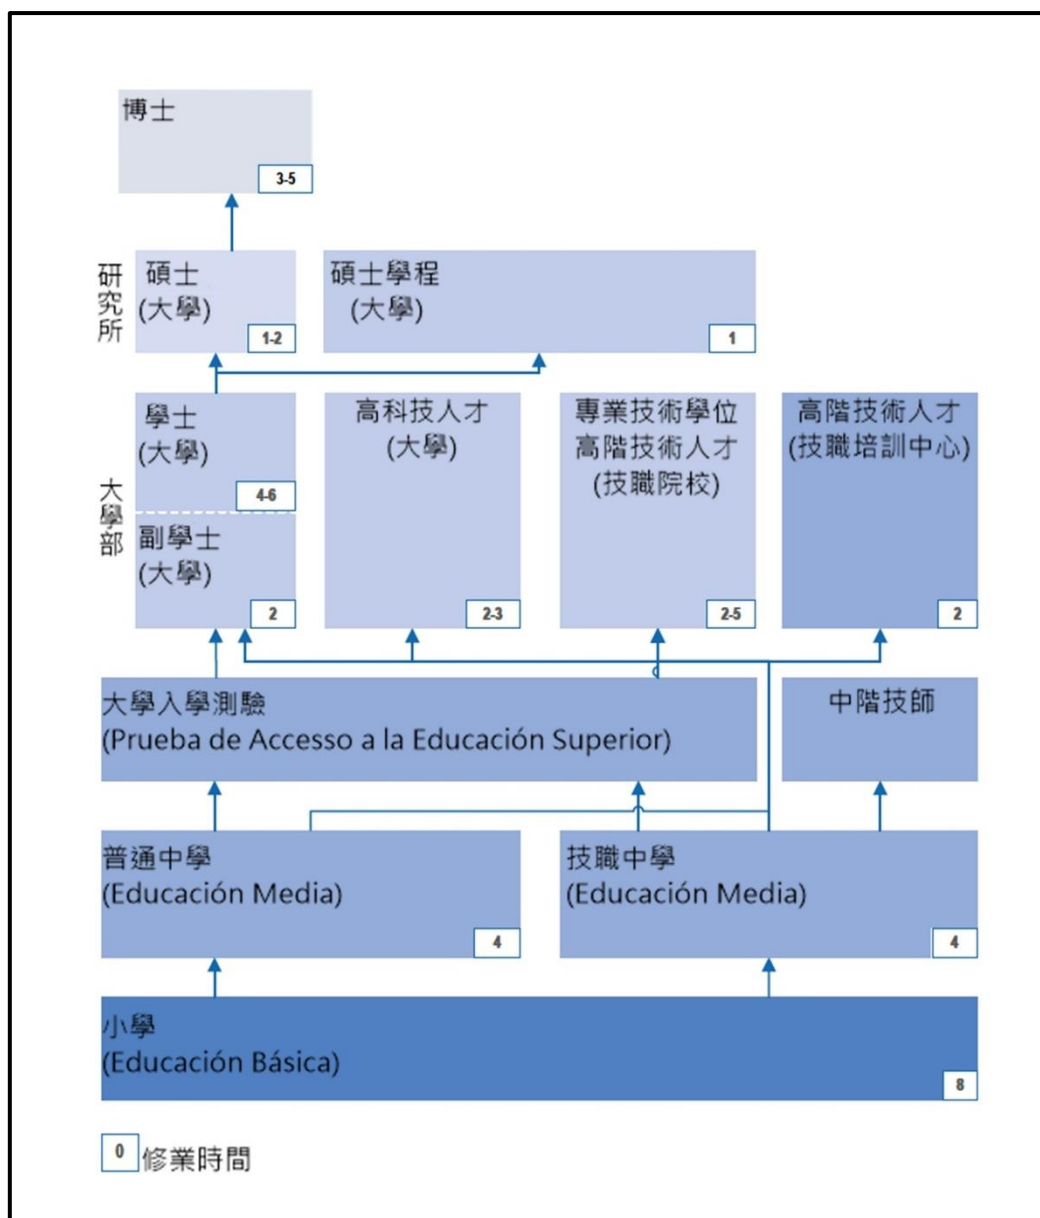 博士
3-5
研究所
碩士
(大學)
1-2
碩士學程
(大學)
1
大學部
學士
(大學)
4-6
副學士
(大學)
2
高科技人才
(大學)
2-3
專業技術學位
高階技術人才
(技職院校)
2-5
高階技術人才
(技職培訓中心)
2
大學入學測驗
(Prueba de Accesso a la Educación Superior)
中階技師
普通中學
(Educación Media)
4
技職中學
(Educación Media)
4
小學
(Educación Básica)
8
0
修業時間